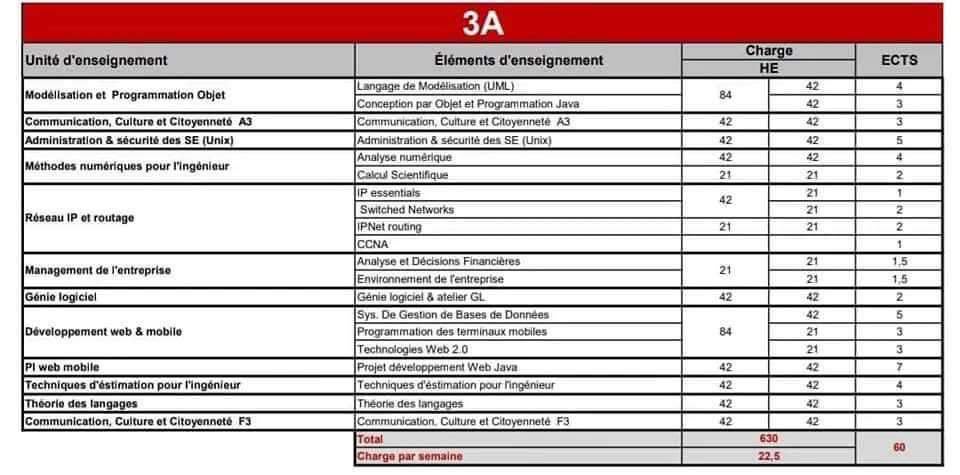 3A
Unité d'enseignement Éléments d'enseignement Charge HE ECTS
Modélisation et Programmation Objet Langage de Modélisation (UML) 84 42 4
Conception par Objet et Programmation Java 42 3
Communication, Culture et Citoyenneté A3 Communication, Culture et Citoyenneté A3 42 42 3
Administration & sécurité des SE (Unix) Administration & sécurité des SE (Unix) 42 42 5
Méthodes numériques pour l'ingénieur Analyse numérique 42 42 4
Calcul Scientifique 21 21 2
Réseau IP et routage IP essentials 42 21 1
Switched Networks 21 2
IPNet routing 21 21 2
CCNA 1
Management de l'entreprise Analyse et Décisions Financières 21 21 1,5
Environnement de l'entreprise 21 1,5
Génie logiciel Génie logiciel & atelier GL 42 42 2
Développement web & mobile Sys. De Gestion de Bases de Données 84 42 5
Programmation des terminaux mobiles 21 3
Technologies Web 2.0 21 3
PI web mobile Projet développement Web Java 42 42 7
Techniques d'éstimation pour l'ingénieur Techniques d'éstimation pour l'ingénieur 42 42 4
Théorie des langages Théorie des langages 42 42 3
Communication, Culture et Citoyenneté F3 Communication, Culture et Citoyenneté F3 42 42 3
Total 630 60
Charge par semaine 22,5